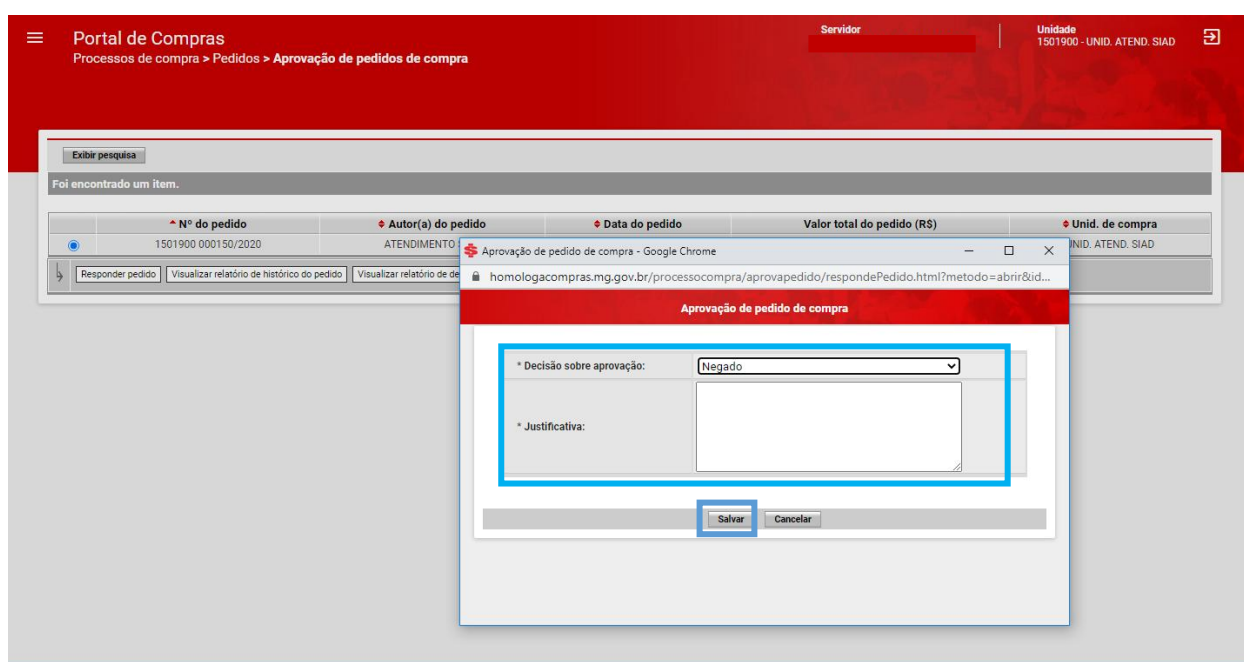 Portal de Compras
Processos de compra > Pedidos > Aprovação de pedidos de compra
Servidor
Unidade
1501900 - UNID. ATEND. SIAD
Exibir pesquisa
Foi encontrado um item.
Nº do pedido Autor(a) do pedido Data do pedido Valor total do pedido (R$) Unid. de compra
1501900 000150/2020 ATENDIMENTO UNID. ATEND. SIAD
Responder pedido Visualizar relatório de histórico do pedido Visualizar relatório de de
Aprovação de pedido de compra - Google Chrome
homologacompras.mg.gov.br/processocompra/aprovapedido/respondePedido.html?metodo=abrir&id...
Aprovação de pedido de compra
* Decisão sobre aprovação: Negado
* Justificativa:
Salvar Cancelar